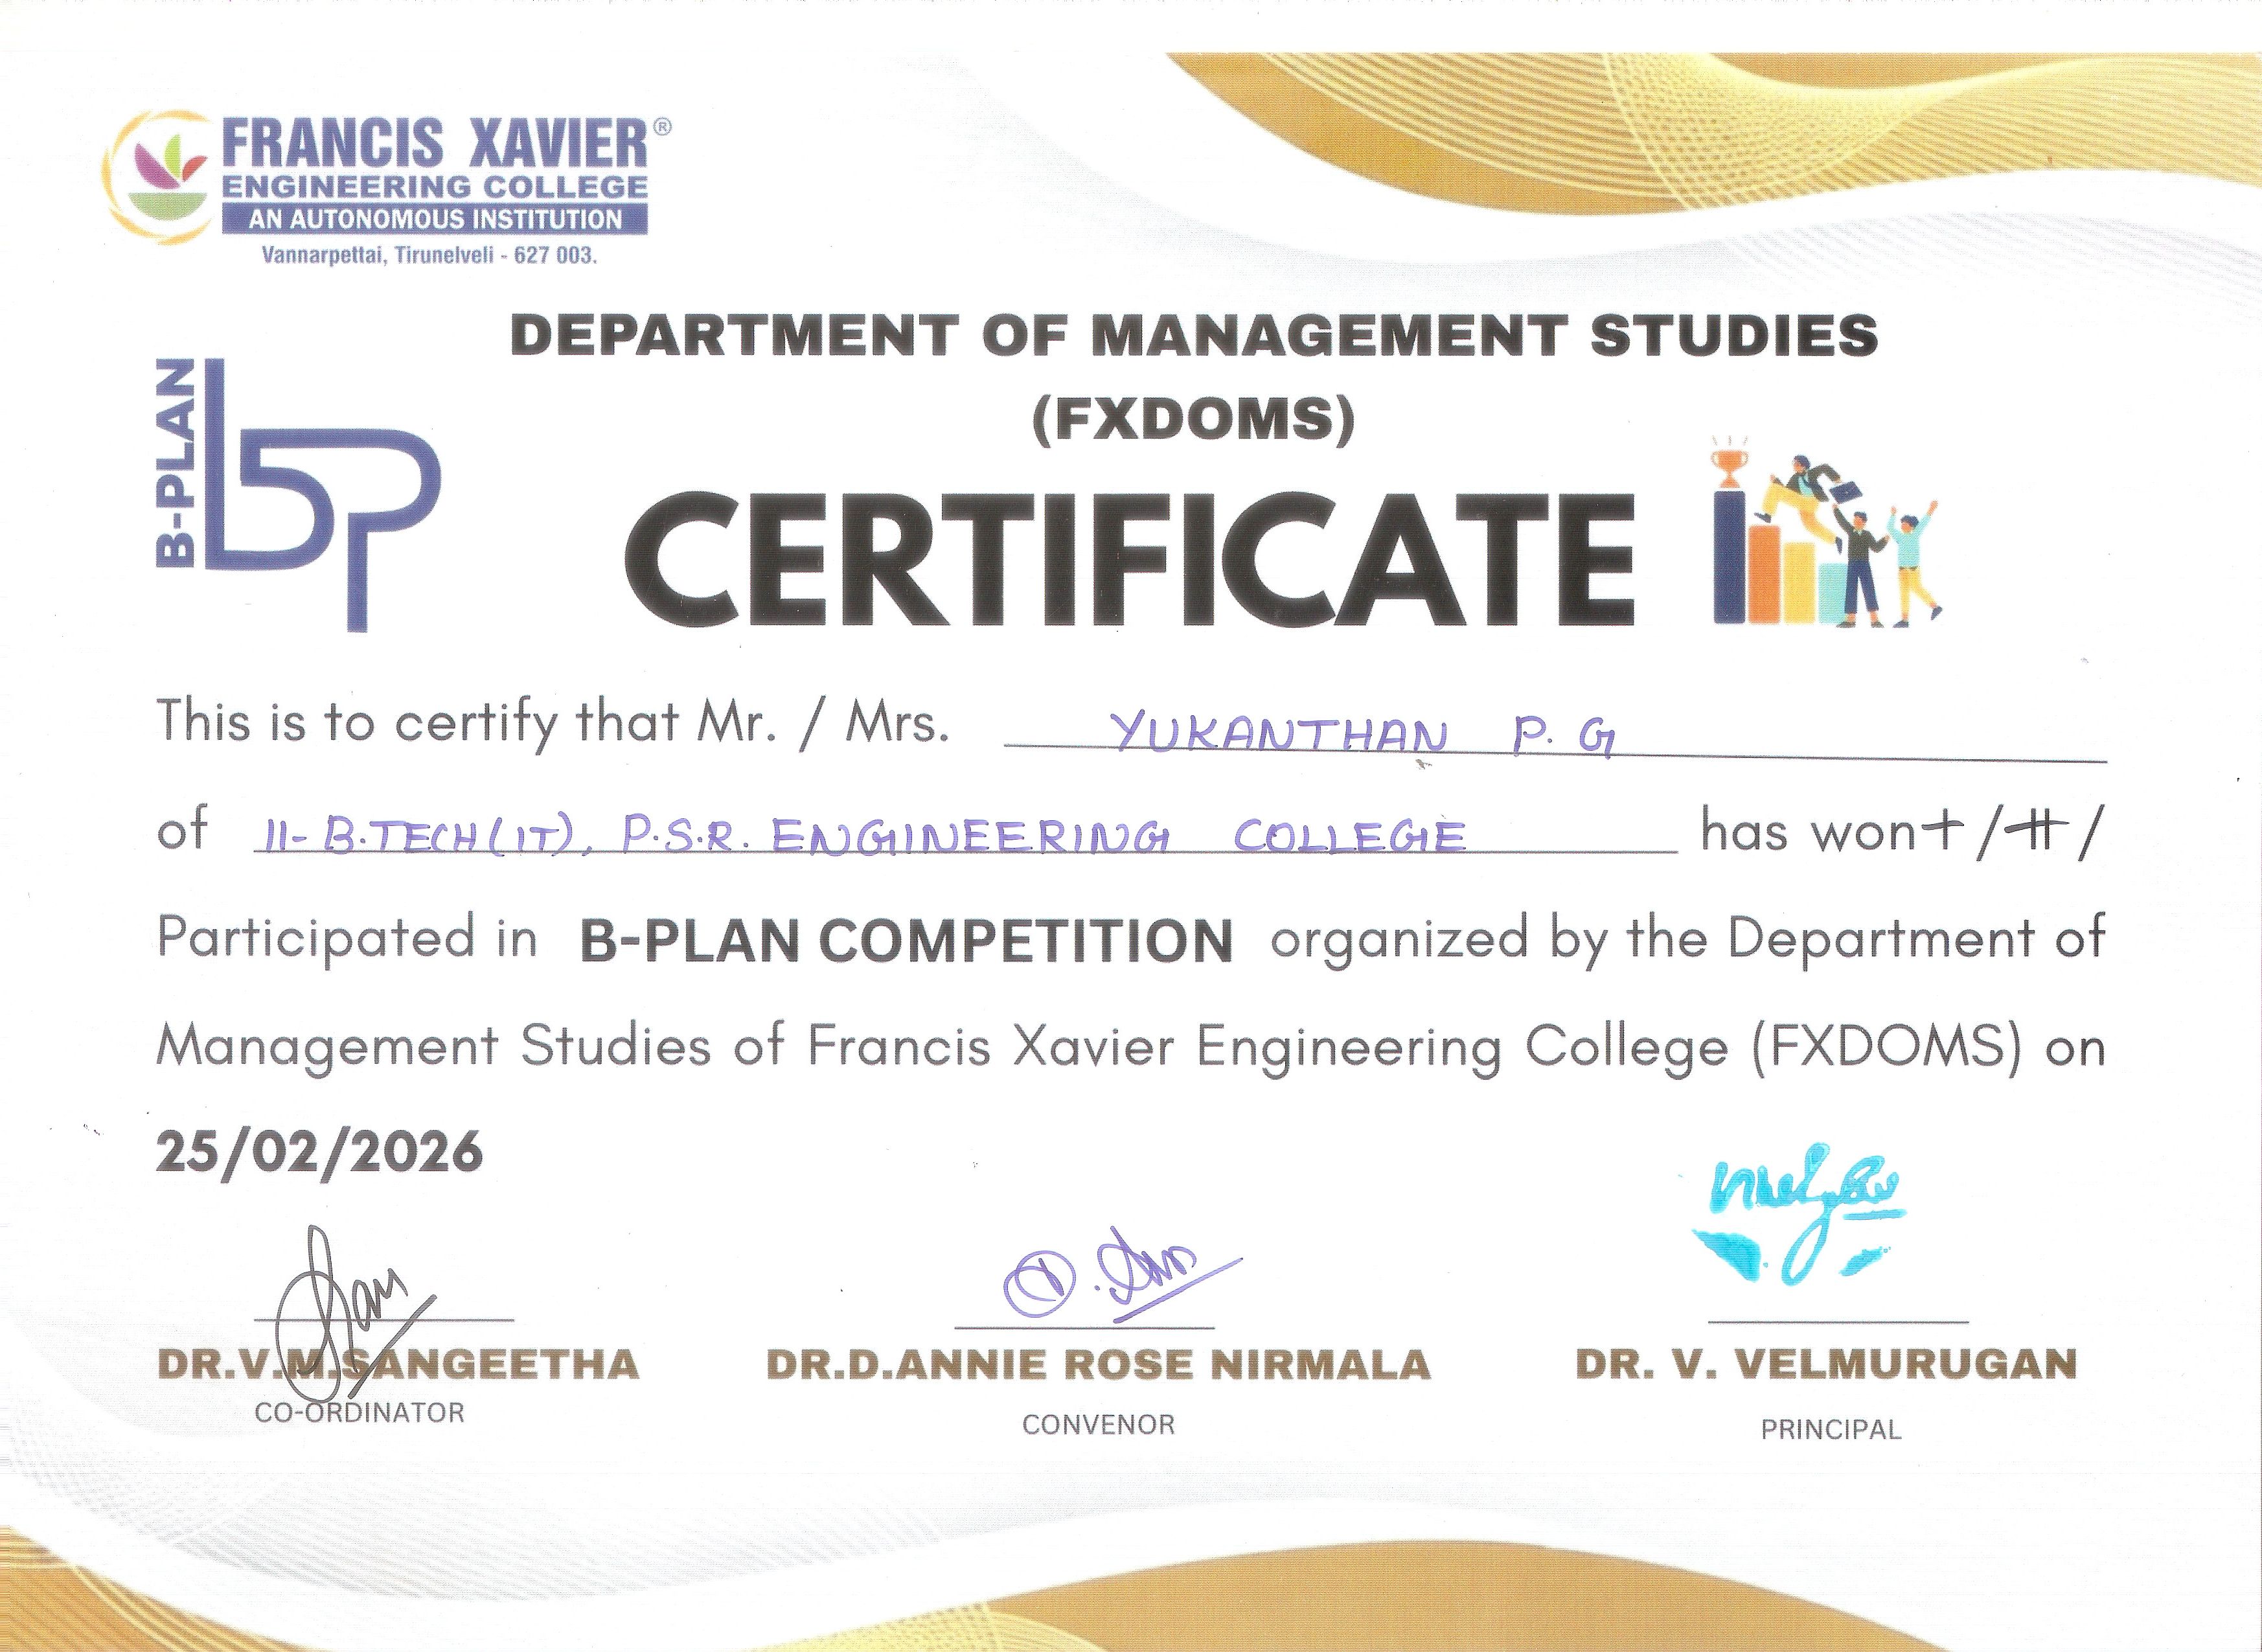 FRANCIS XAVIER®
ENGINEERING COLLEGE
AN AUTONOMOUS INSTITUTION
Vannarpettai, Tirunelveli - 627 003.
DEPARTMENT OF MANAGEMENT STUDIES
(FXDOMS)
B-PLAN
bp
CERTIFICATE
This is to certify that Mr. / Mrs. YUKANTHAN P. G
of II-B.TECH(IT), P.S.R. ENGINEERING COLLEGE has won I / II /
Participated in B-PLAN COMPETITION organized by the Department of
Management Studies of Francis Xavier Engineering College (FXDOMS) on
25/02/2026
DR.V.M.SANGEETHA DR.D.ANNIE ROSE NIRMALA DR. V. VELMURUGAN
CO-ORDINATOR CONVENOR PRINCIPAL